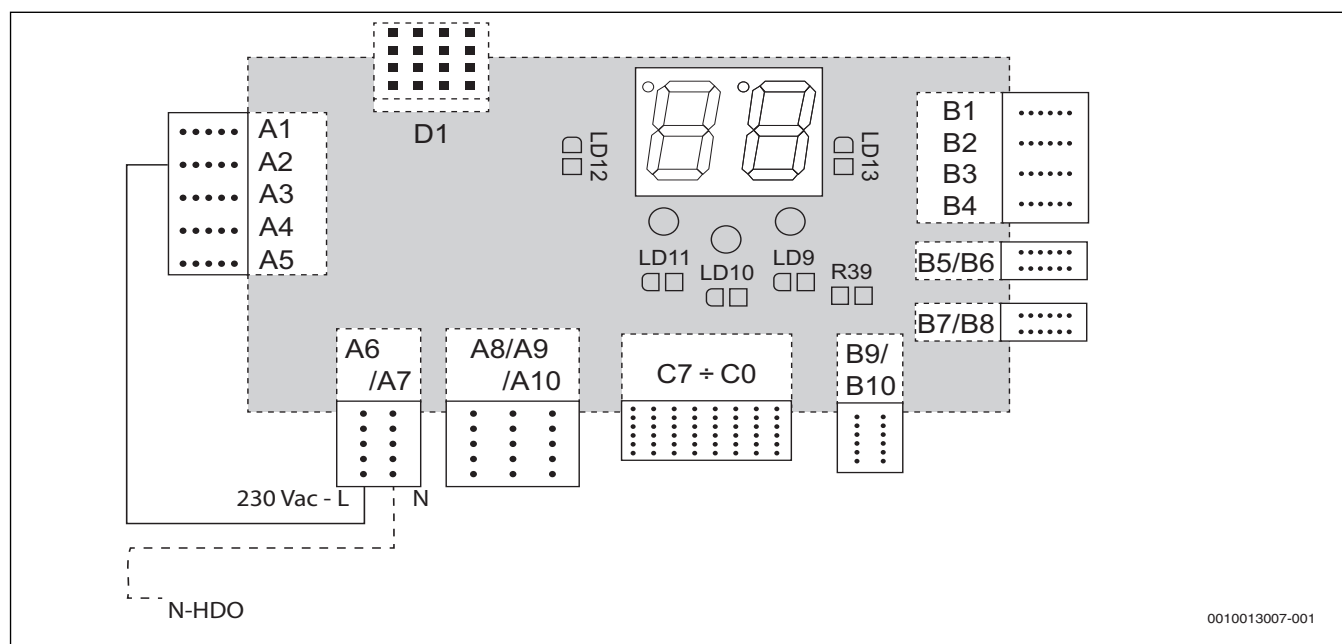 D1
A1
A2
A3
A4
A5
LD12
LD13
B1
B2
B3
B4
LD11
LD10
LD9
R39
B5/B6
B7/B8
A6
/A7
A8/A9
/A10
C7 ÷ C0
B9/
B10
230 Vac - L
N
N-HDO
0010013007-001